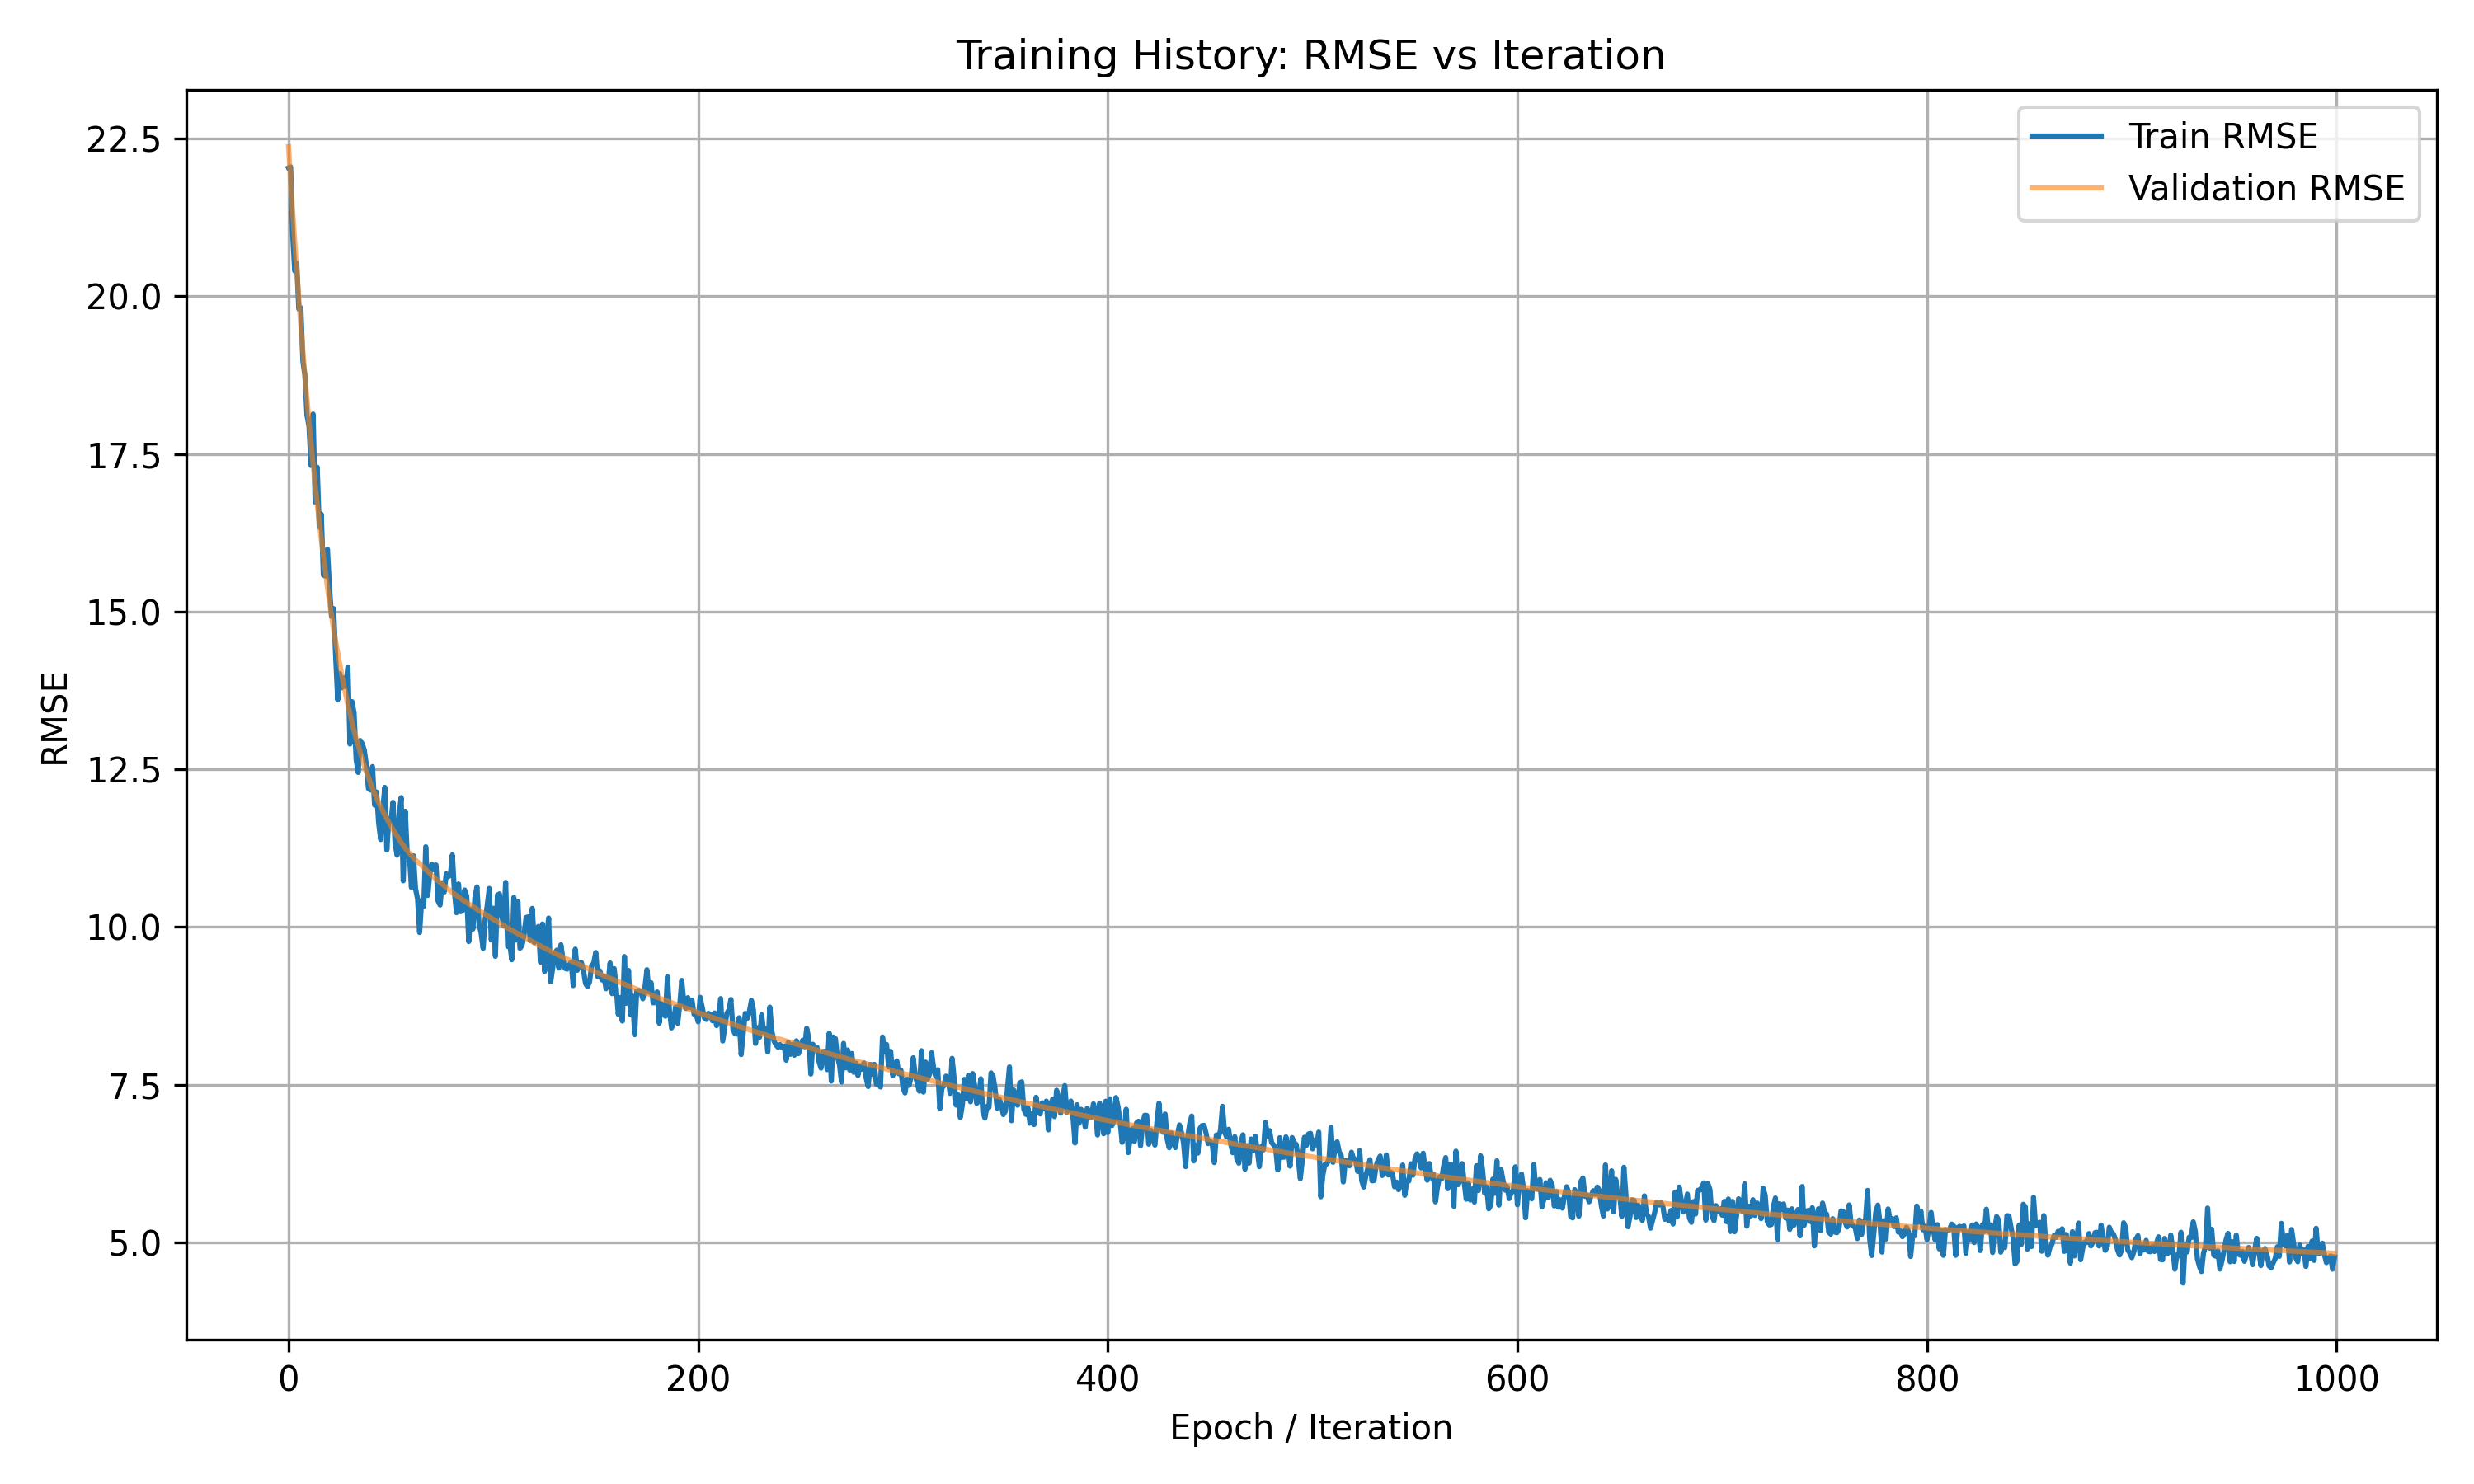 Training History: RMSE vs Iteration
Train RMSE
Validation RMSE
22.5
20.0
17.5
15.0
12.5
10.0
7.5
5.0
RMSE
0 200 400 600 800 1000
Epoch / Iteration